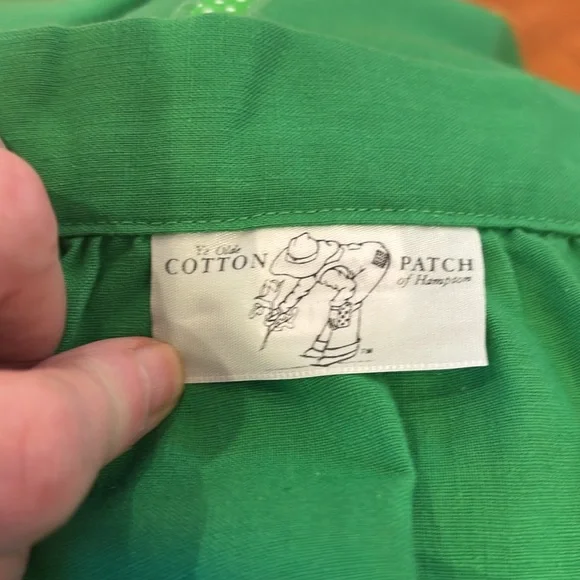 Ye Olde
COTTON PATCH
of Hampton
TM